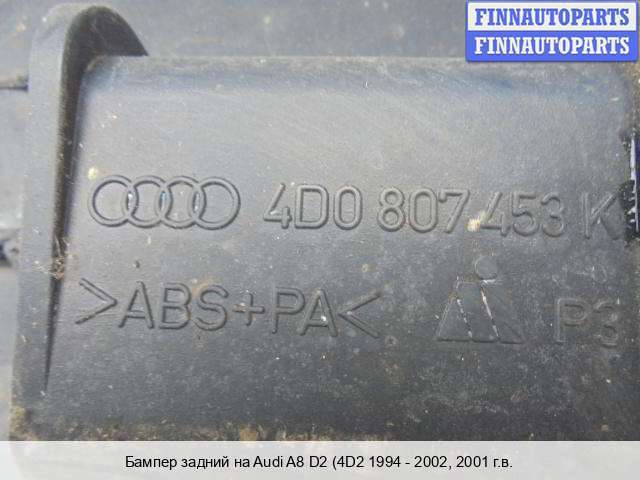 FINNAUTOPARTS
FINNAUTOPARTS
4D0 807 453 K
>ABS+PA< P3
Бампер задний на Audi A8 D2 (4D2 1994 - 2002, 2001 г.в.